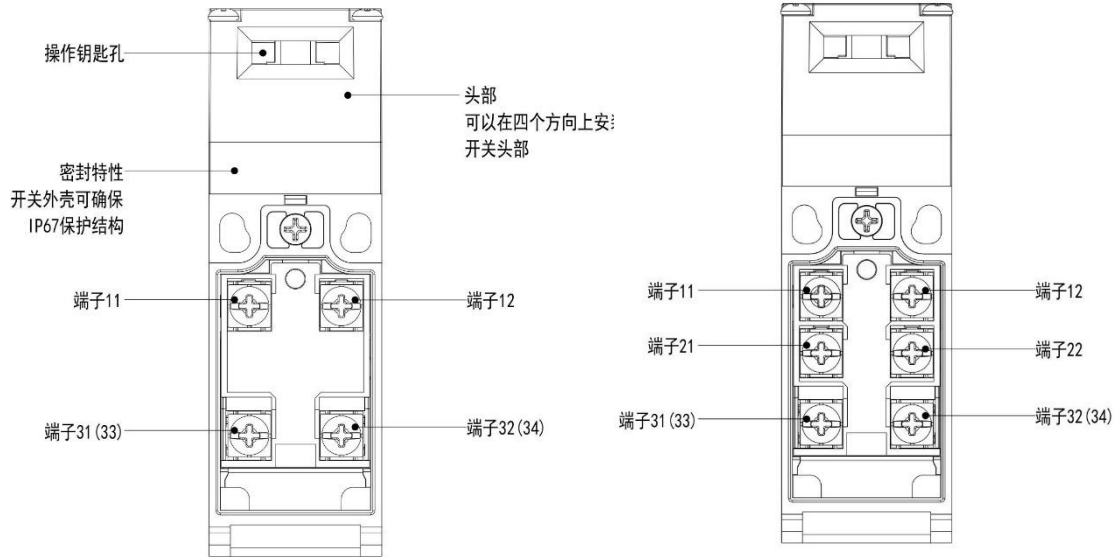 操作钥匙孔
头部
可以在四个方向上安
开关头部
密封特性
开关外壳可确保
IP67保护结构
端子11
端子12
端子31(33)
端子32(34)
端子11
端子12
端子21
端子22
端子31(33)
端子32(34)